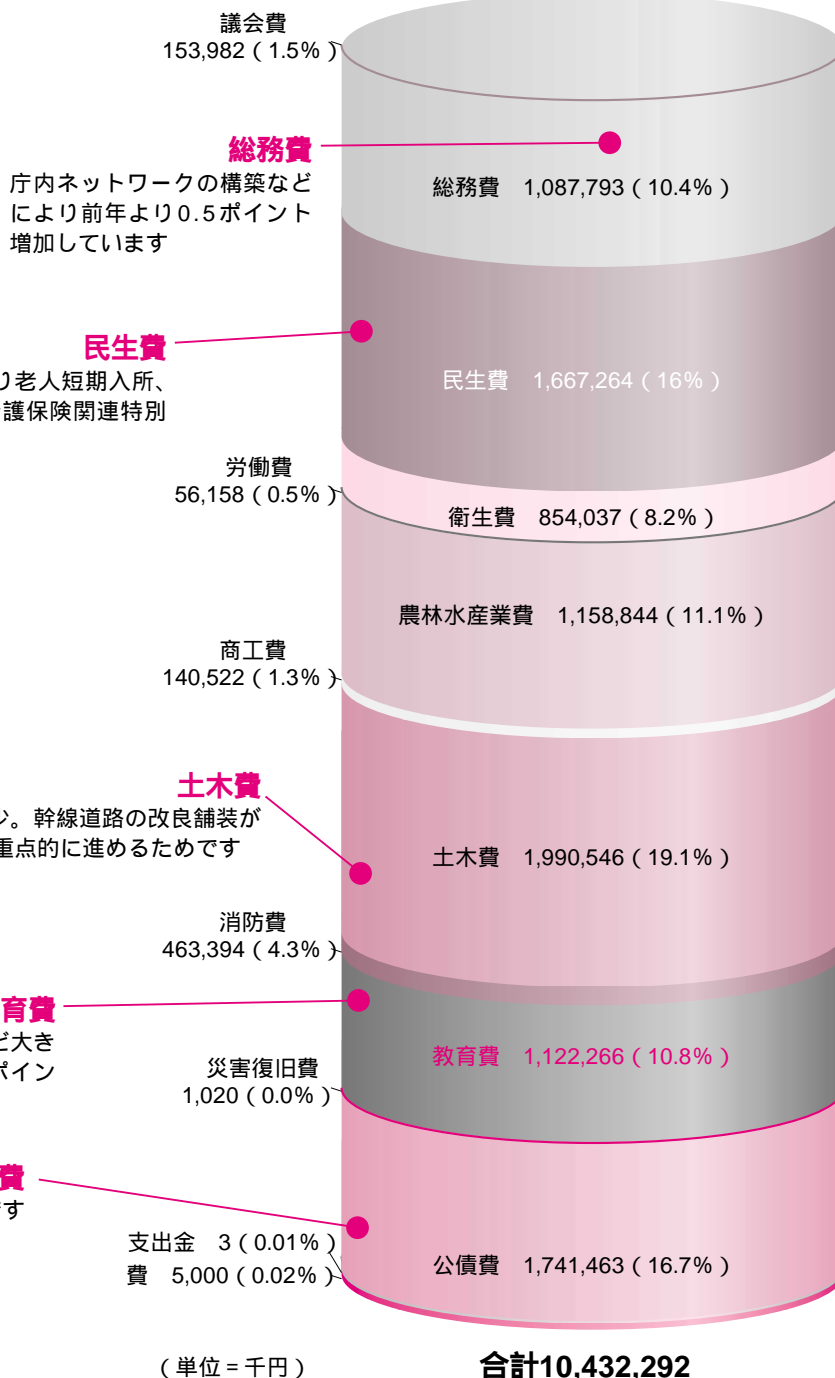 議会費
153,982（1.5%）
総務費
庁内ネットワークの構築など
により前年より0.5ポイント
増加しています
総務費　1,087,793（10.4%）
民生費
り老人短期入所、
護保険関連特別
民生費　1,667,264（16%）
労働費
56,158（0.5%）
衛生費　854,037（8.2%）
農林水産業費　1,158,844（11.1%）
商工費
140,522（1.3%）
土木費
。幹線道路の改良舗装が
重点的に進めるためです
土木費　1,990,546（19.1%）
消防費
463,394（4.3%）
育費
ど大き
ポイン
教育費　1,122,266（10.8%）
災害復旧費
1,020（0.0%）
費
す
支出金　3（0.01%）
費　5,000（0.02%）
公債費　1,741,463（16.7%）
（単位=千円）
合計10,432,292